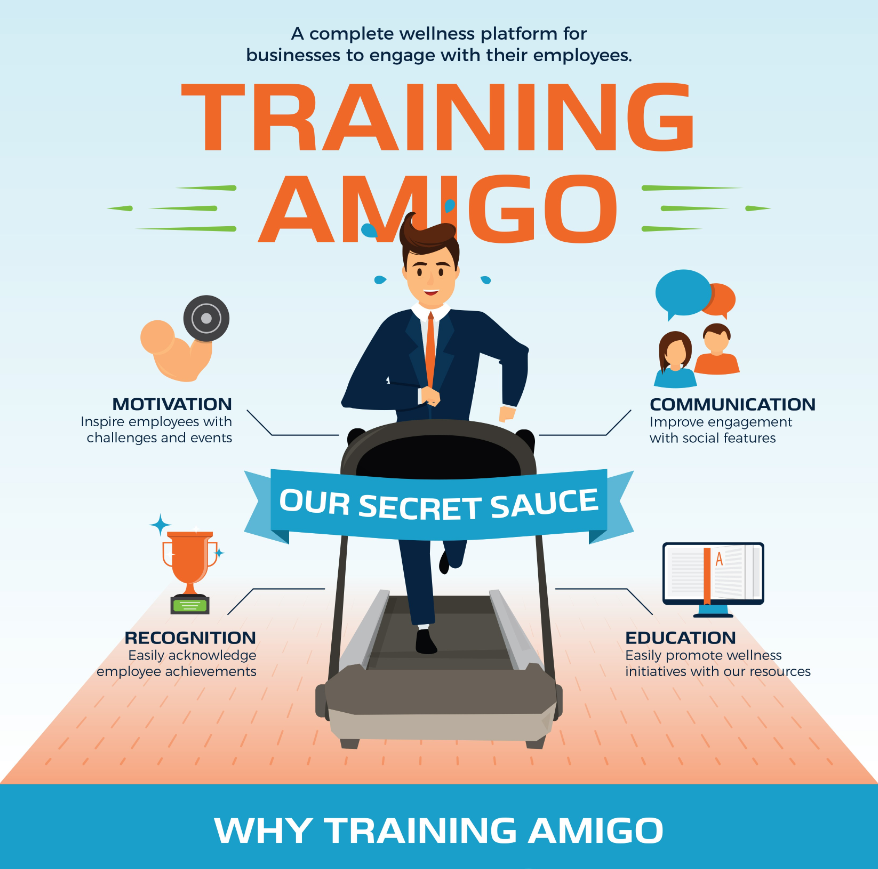 A complete wellness platform for
businesses to engage with their employees.
TRAINING
AMIGO
MOTIVATION
Inspire employees with
challenges and events
COMMUNICATION
Improve engagement
with social features
OUR SECRET SAUCE
RECOGNITION
Easily acknowledge
employee achievements
A
EDUCATION
Easily promote wellness
initiatives with our resources
WHY TRAINING AMIGO